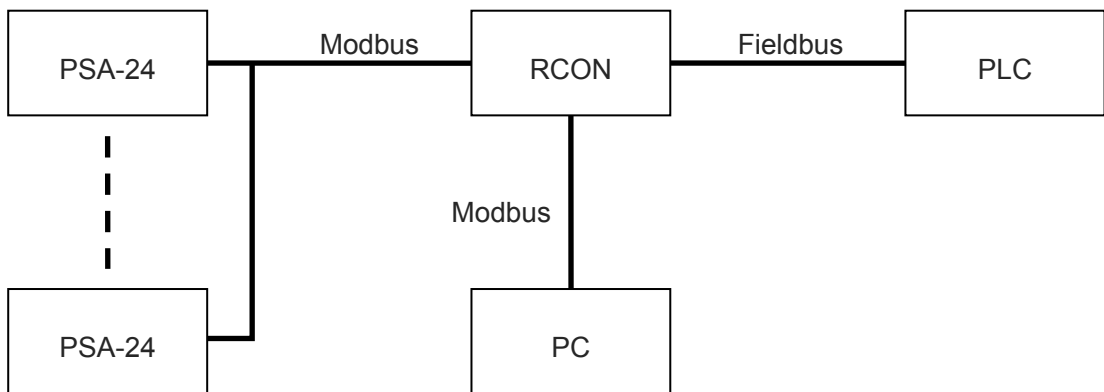 Modbus
Fieldbus
PSA-24
RCON
PLC
Modbus
PSA-24
PC